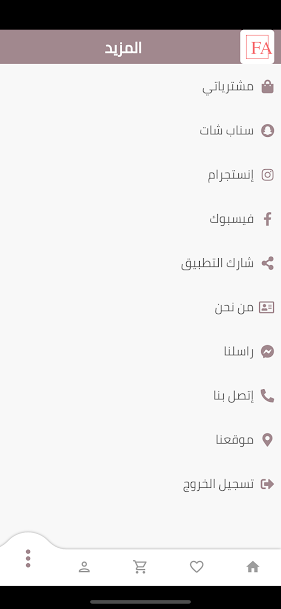 المزيد
FA
مشترياتي
سناب شات
إنستجرام
فيسبوك
شارك التطبيق
من نحن
راسلنا
إتصل بنا
موقعنا
تسجيل الخروج